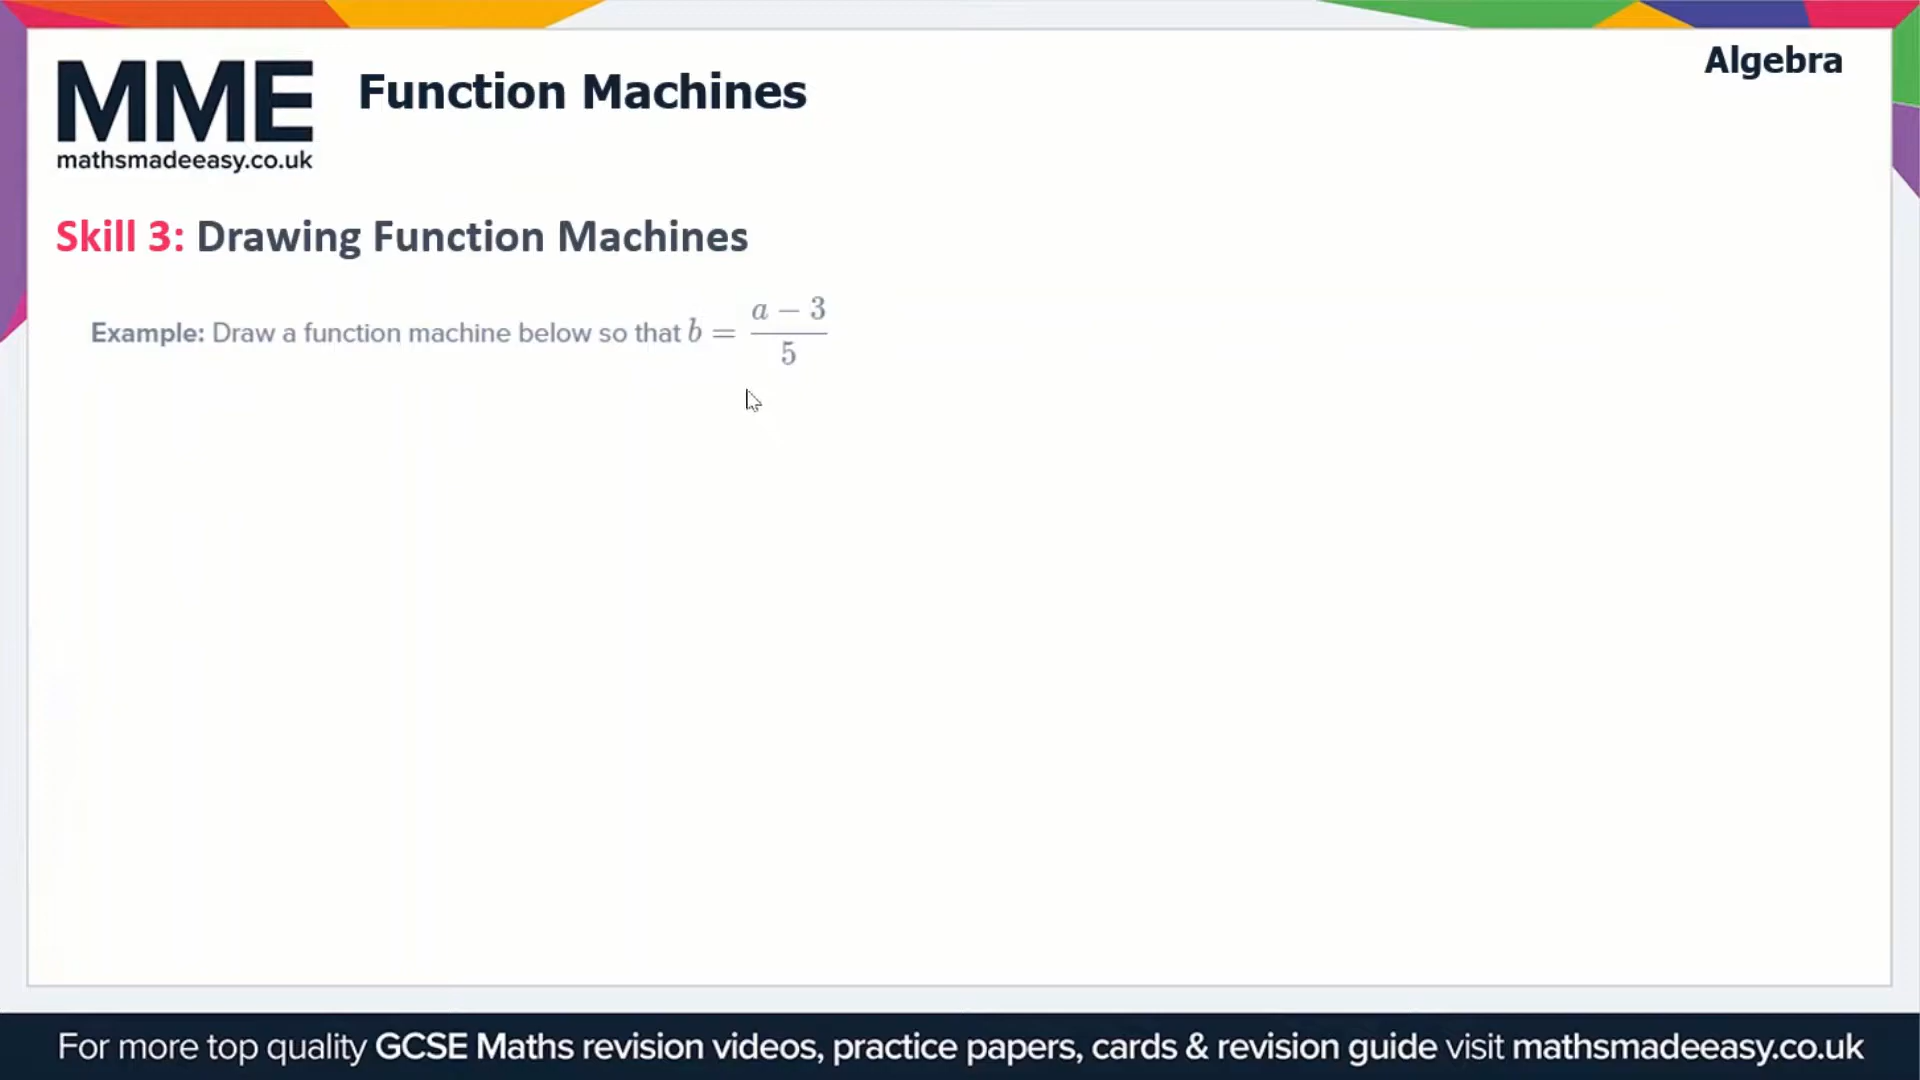 MME
mathsmadeeasy.co.uk
Function Machines
Algebra
Skill 3: Drawing Function Machines
Example: Draw a function machine below so that b = \frac{a - 3}{5}
For more top quality GCSE Maths revision videos, practice papers, cards & revision guide visit mathsmadeeasy.co.uk